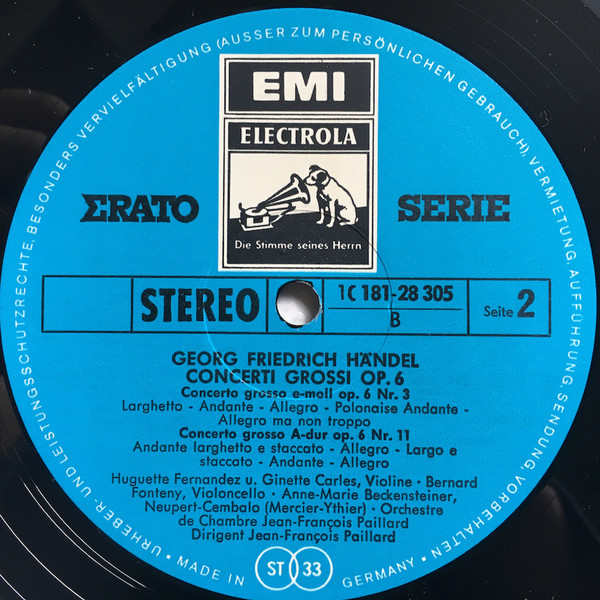 URHEBER- UND LEISTUNGSSCHUTZRECHTE, BESONDERS VERVIELFÄLTIGUNG (AUSSER ZUM PERSÖNLICHEN GEBRAUCH), VERMIETUNG, AUFFÜHRUNG, SENDUNG, VORBEHALTEN
EMI
ELECTROLA
Die Stimme seines Herrn
ΣRATO SERIE
STEREO
1C 181-28 305
B
Seite 2
GEORG FRIEDRICH HÄNDEL
CONCERTI GROSSI OP. 6
Concerto grosso e-moll op. 6 Nr. 3
Larghetto - Andante - Allegro - Polonaise Andante -
Allegro ma non troppo
Concerto grosso A-dur op. 6 Nr. 11
Andante larghetto e staccato - Allegro - Largo e
staccato - Andante - Allegro
Huguette Fernandez u. Ginette Carles, Violine · Bernard
Fonteny, Violoncello · Anne-Marie Beckensteiner,
Neupert-Cembalo (Mercier-Ythier) · Orchestre
de Chambre Jean-François Paillard
Dirigent Jean-François Paillard
• MADE IN GERMANY •
ST 33